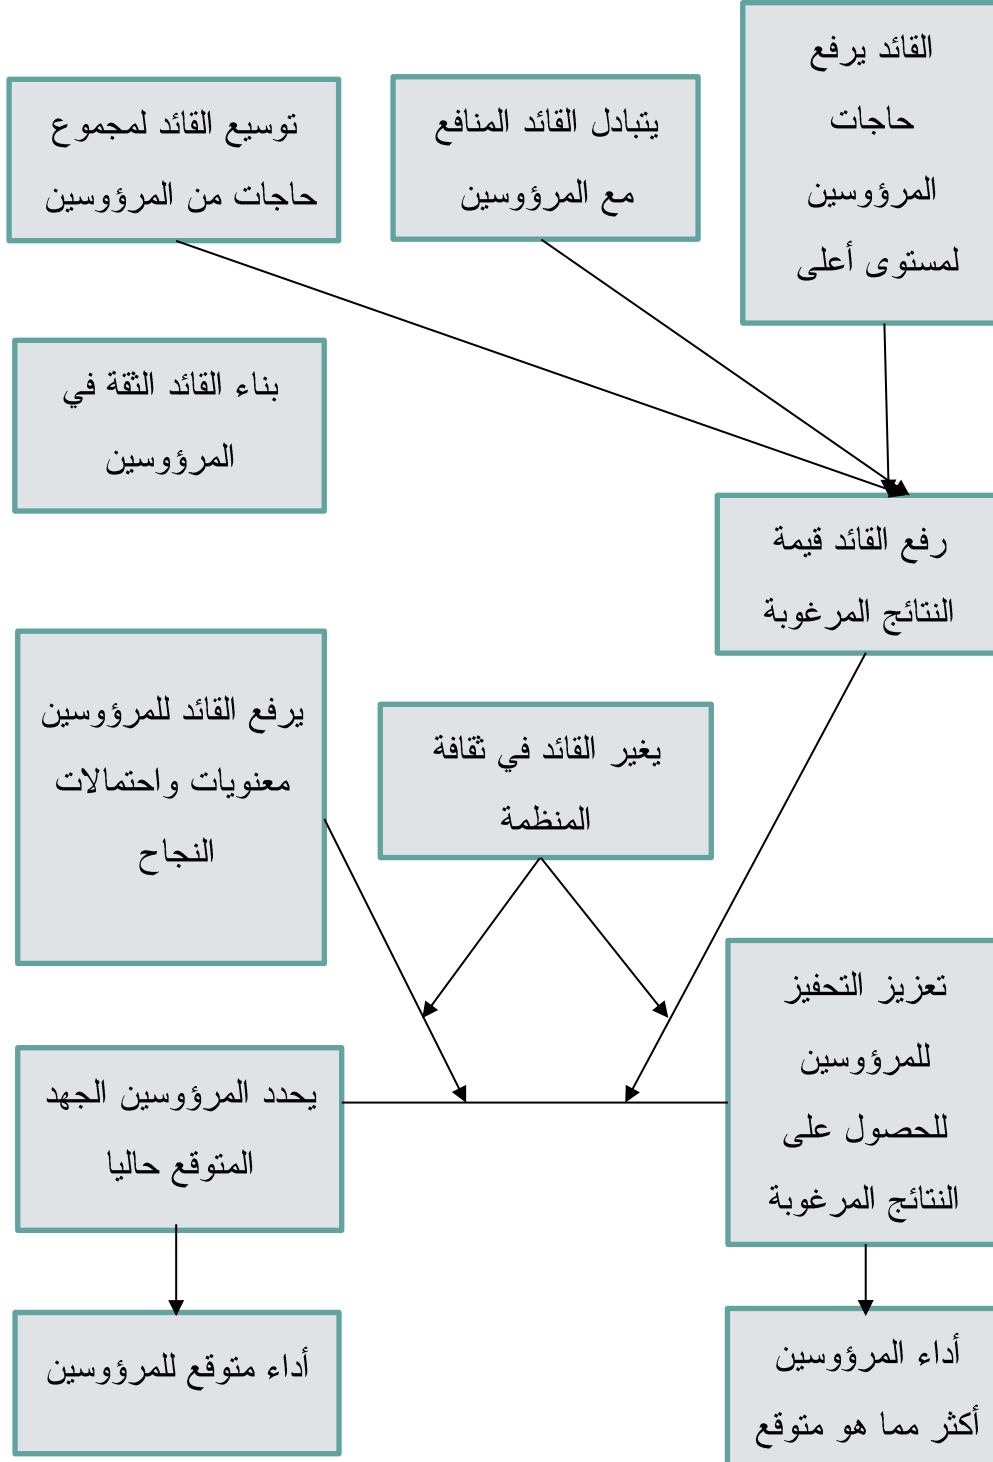 القائد يرفع
حاجات
المرؤوسين
لمستوى أعلى
يتبادل القائد المنافع
مع المرؤوسين
توسيع القائد لمجموع
حاجات من المرؤوسين
بناء القائد الثقة في
المرؤوسين
رفع القائد قيمة
النتائج المرغوبة
يرفع القائد للمرؤوسين
معنويات واحتمالات
النجاح
يغير القائد في ثقافة
المنظمة
تعزيز التحفيز
للمرؤوسين
للحصول على
النتائج المرغوبة
يحدد المرؤوسين الجهد
المتوقع حاليا
أداء المرؤوسين
أكثر مما هو متوقع
أداء متوقع للمرؤوسين